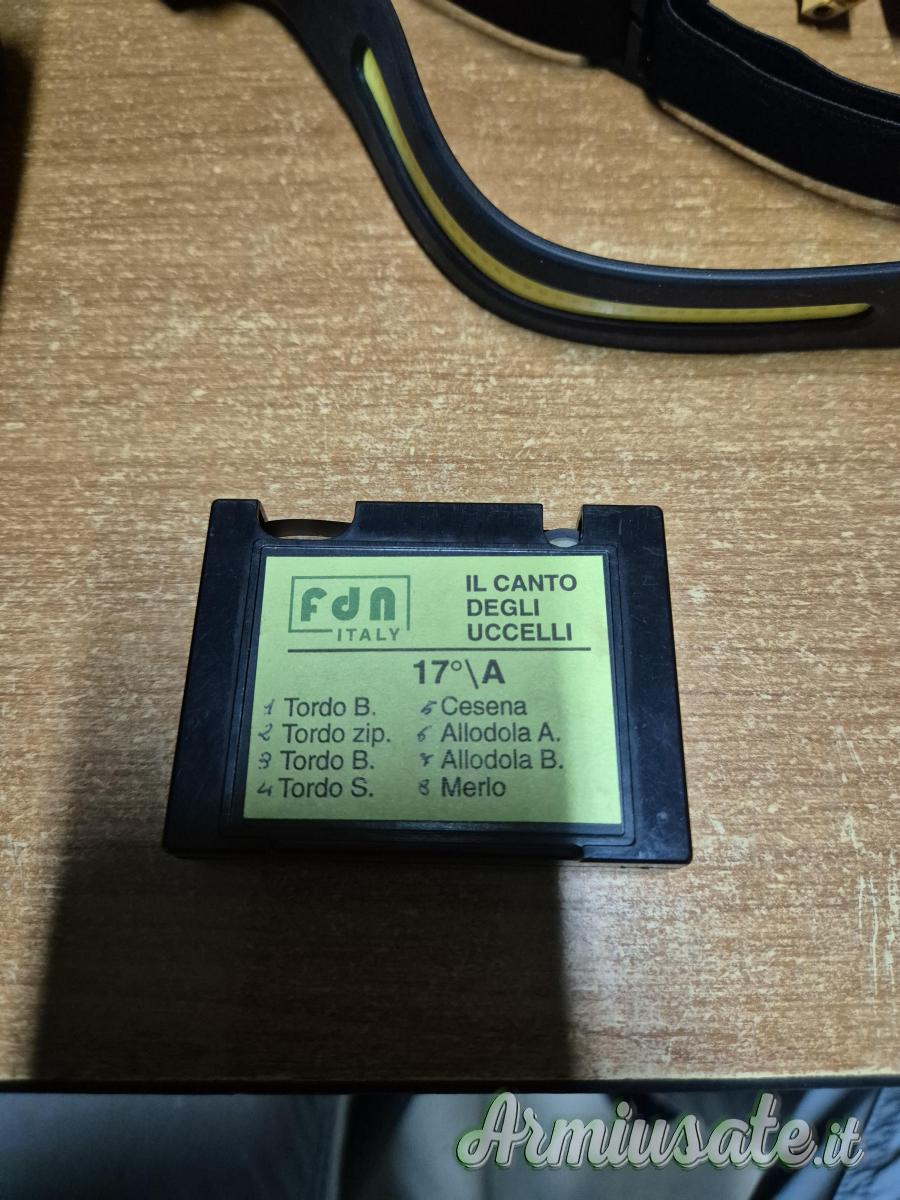 FdN
ITALY
IL CANTO
DEGLI
UCCELLI
17°\A
1 Tordo B.
2 Tordo zip.
3 Tordo B.
4 Tordo S.
5 Cesena
6 Allodola A.
7 Allodola B.
8 Merlo
Armiusate.it